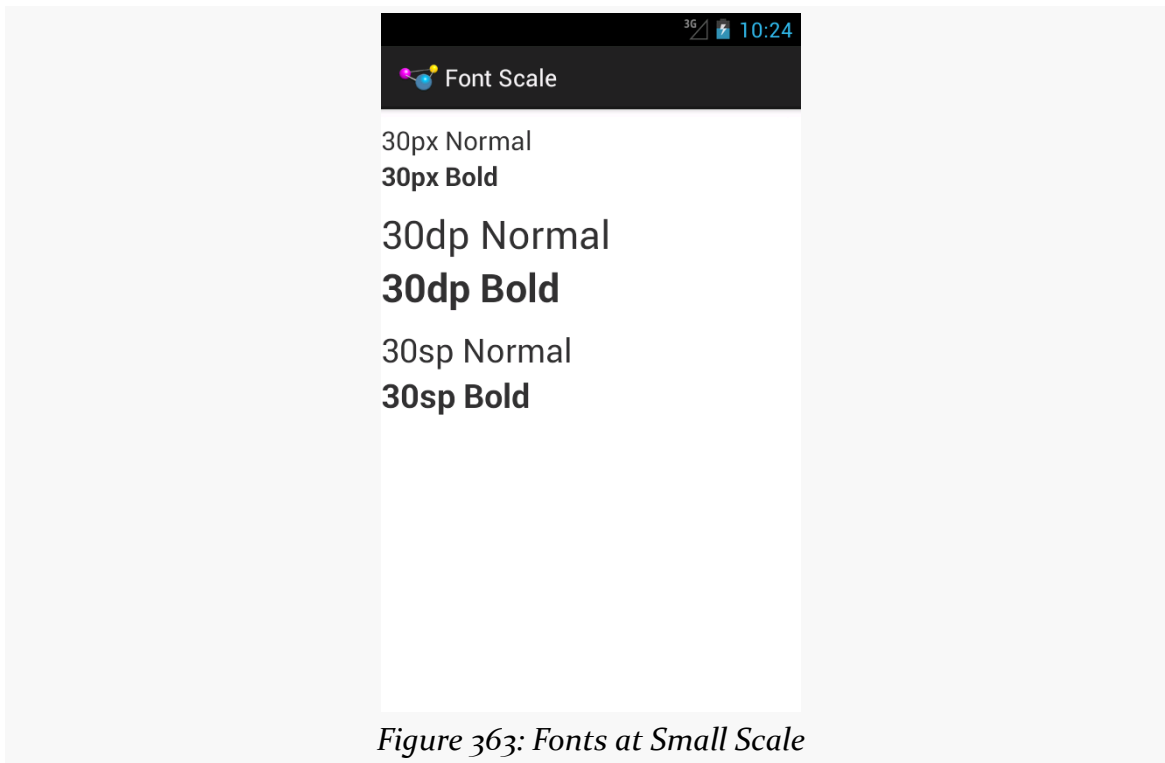 3G 10:24
Font Scale
30px Normal
30px Bold
30dp Normal
30dp Bold
30sp Normal
30sp Bold
Figure 363: Fonts at Small Scale